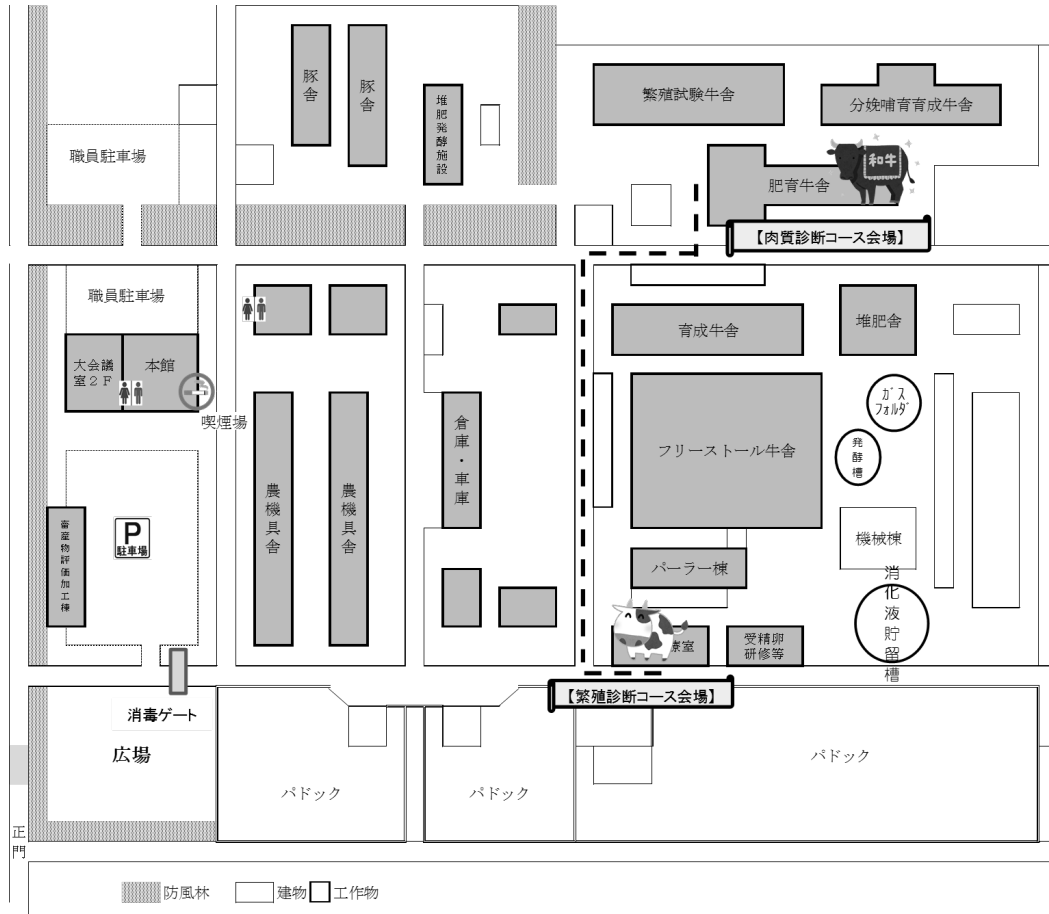 豚舎
豚舎
堆肥発酵施設
繁殖試験牛舎
分娩哺育育成牛舎
職員駐車場
肥育牛舎
和牛
【肉質診断コース会場】
職員駐車場
育成牛舎
堆肥舎
大会議
室２Ｆ
本館
喫煙場
ガス
フォルダ
倉庫・車庫
フリーストール牛舎
発酵槽
農機具舎
農機具舎
畜産物評価加工棟
P
駐車場
機械棟
パーラー棟
消化液貯留槽
療室
受精卵
研修等
【繁殖診断コース会場】
消毒ゲート
広場
パドック
パドック
パドック
正門
防風林
建物
工作物